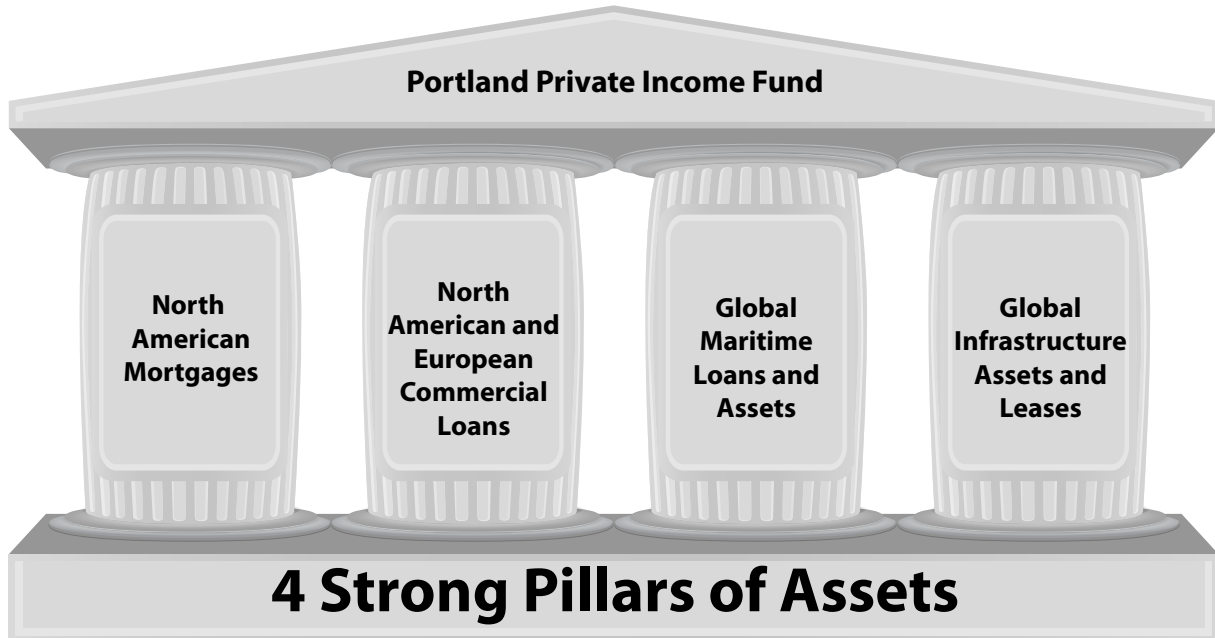 Portland Private Income Fund
North
American
Mortgages
North
American and
European
Commercial
Loans
Global
Maritime
Loans and
Assets
Global
Infrastructure
Assets and
Leases
4 Strong Pillars of Assets